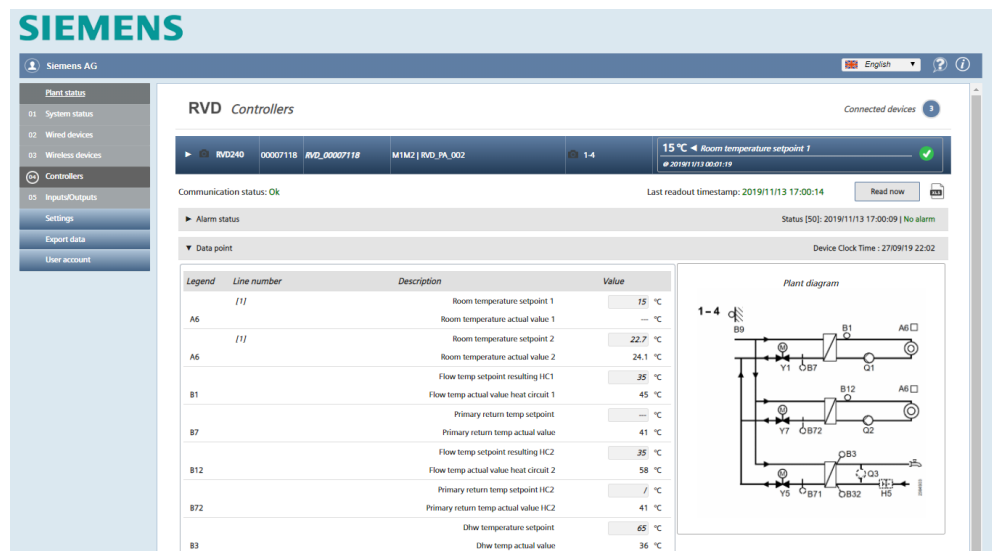 SIEMENS
Siemens AG
English
Plant status
01 System status
02 Wired devices
03 Wireless devices
04 Controllers
05 Inputs/Outputs
Settings
Export data
User account
RVD Controllers
Connected devices 3
► RVD240 00007118 RVD_00007118 M1M2 | RVD_PA_002 1-4
15 °C ◄ Room temperature setpoint 1
@ 2019/11/13 00:01:19
Communication status: Ok
Last readout timestamp: 2019/11/13 17:00:14
Read now
► Alarm status
Status [50]: 2019/11/13 17:00:09 | No alarm
▼ Data point
Device Clock Time : 27/09/19 22:02
Legend Line number Description Value
[1] Room temperature setpoint 1 15 °C
A6 Room temperature actual value 1 — °C
[1] Room temperature setpoint 2 22.7 °C
A6 Room temperature actual value 2 24.1 °C
Flow temp setpoint resulting HC1 35 °C
B1 Flow temp actual value heat circuit 1 45 °C
Primary return temp setpoint — °C
B7 Primary return temp actual value 41 °C
Flow temp setpoint resulting HC2 35 °C
B12 Flow temp actual value heat circuit 2 58 °C
Primary return temp setpoint HC2 / °C
B72 Primary return temp actual value HC2 41 °C
Dhw temperature setpoint 65 °C
B3 Dhw temp actual value 36 °C
Plant diagram
1-4
B9
B1 A6
M
Y1 B7 Q1
B12 A6
M
Y7 B72 Q2
B3
M Q3
Y5 B71 B32 H5